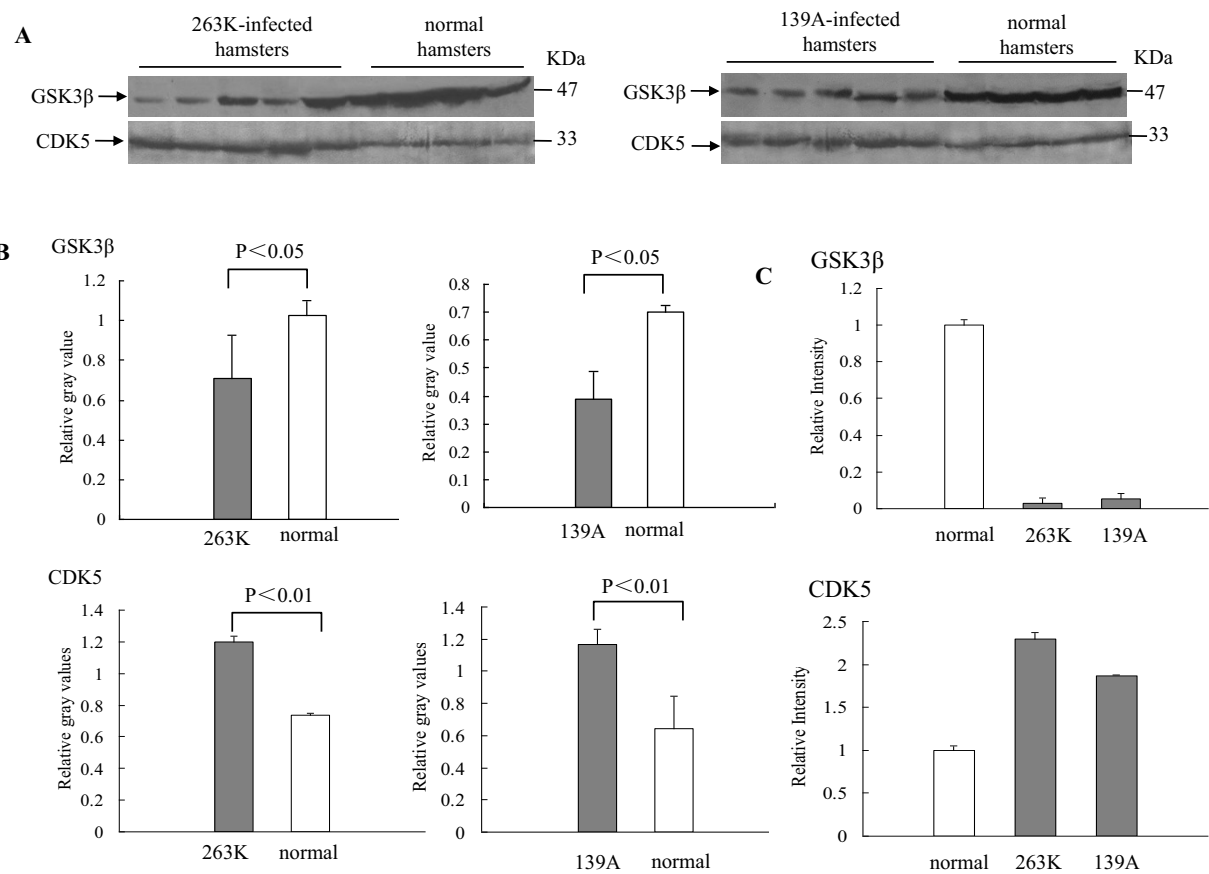 A
263K-infected
hamsters
normal
hamsters
KDa
GSK3β
47
CDK5
33
139A-infected
hamsters
normal
hamsters
KDa
GSK3β
47
CDK5
33
B
GSK3β
P<0.05
1.2
1
0.8
0.6
0.4
0.2
0
Relative gray value
263K
normal
P<0.05
0.8
0.7
0.6
0.5
0.4
0.3
0.2
0.1
0
Relative gray value
139A
normal
C
GSK3β
1.2
1
0.8
0.6
0.4
0.2
0
Relative Intensity
normal
263K
139A
CDK5
P<0.01
1.4
1.2
1
0.8
0.6
0.4
0.2
0
Relative gray values
263K
normal
P<0.01
1.4
1.2
1
0.8
0.6
0.4
0.2
0
Relative gray values
139A
normal
CDK5
2.5
2
1.5
1
0.5
0
Relative Intensity
normal
263K
139A